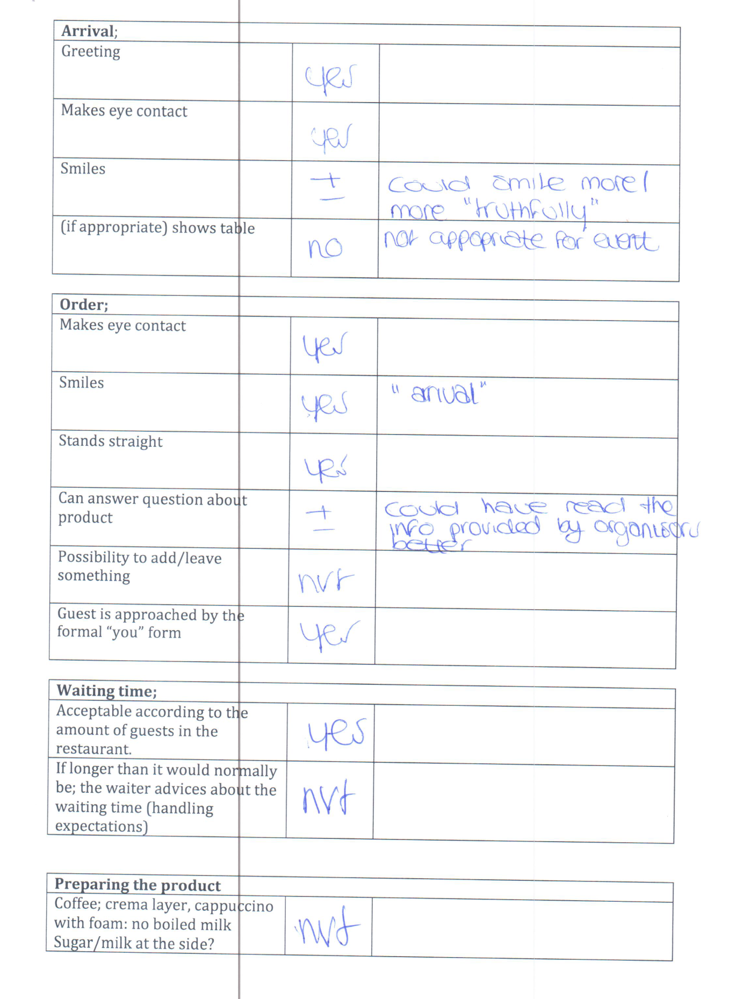 Arrival;
Greeting
yes
Makes eye contact
yes
Smiles
+
–
could smile more/
more "truthfully"
(if appropriate) shows table
no
not appopriate for event
Order;
Makes eye contact
yes
Smiles
yes
" arrival"
Stands straight
yes
Can answer question about
product
+
–
could have read the
info provided by organisors
better
Possibility to add/leave
something
nvt
Guest is approached by the
formal “you” form
yes
Waiting time;
Acceptable according to the
amount of guests in the
restaurant.
yes
If longer than it would normally
be; the waiter advices about the
waiting time (handling
expectations)
nvt
Preparing the product
Coffee; crema layer, cappuccino
with foam: no boiled milk
Sugar/milk at the side?
nvt